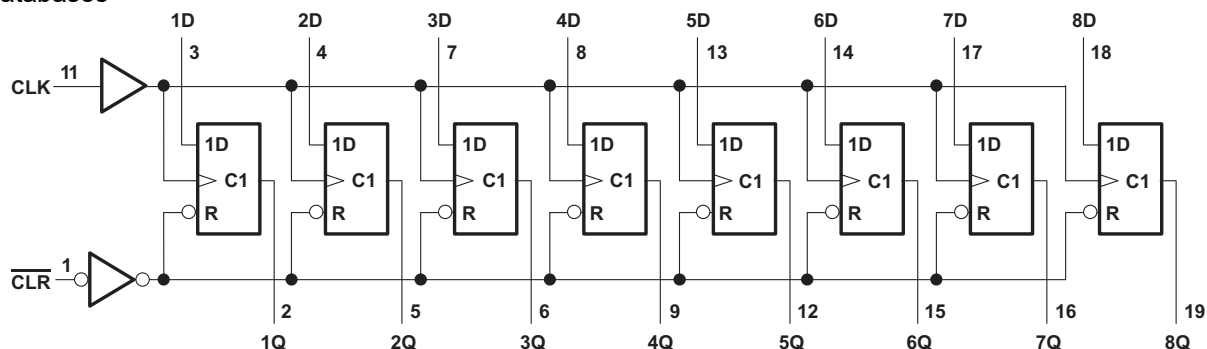 1D 2D 3D 4D 5D 6D 7D 8D
3 4 7 8 13 14 17 18
CLK 11
1D 1D 1D 1D 1D 1D 1D 1D
C1 C1 C1 C1 C1 C1 C1 C1
R R R R R R R R
CLR 1
2 5 6 9 12 15 16 19
1Q 2Q 3Q 4Q 5Q 6Q 7Q 8Q